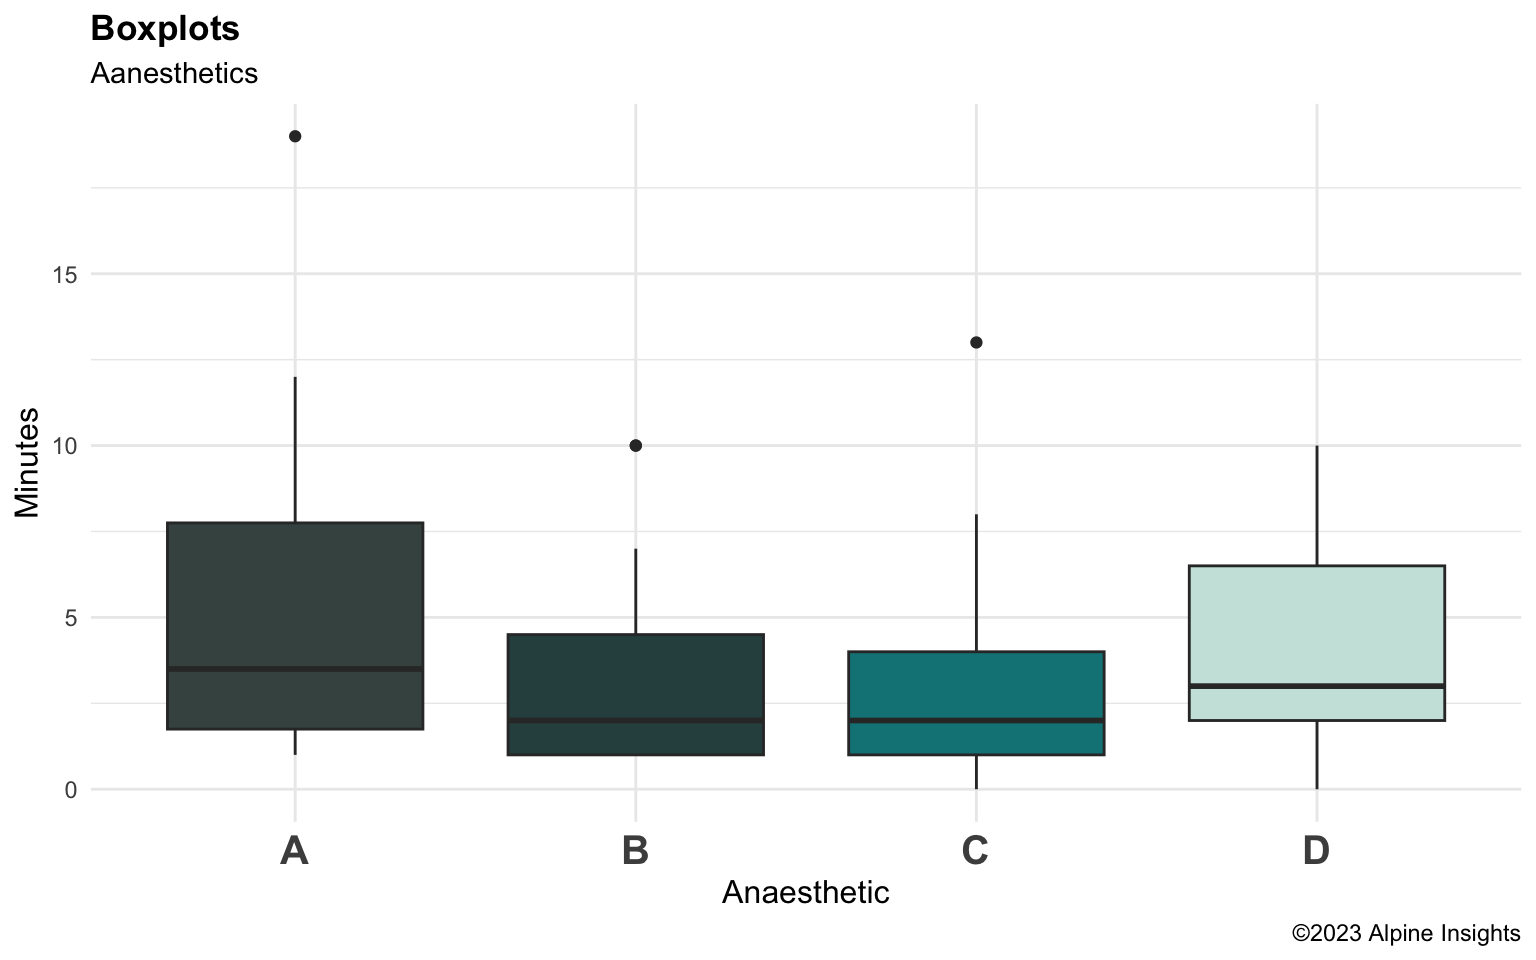 Boxplots
Aanesthetics
15
10
5
0
Minutes
A B C D
Anaesthetic
©2023 Alpine Insights